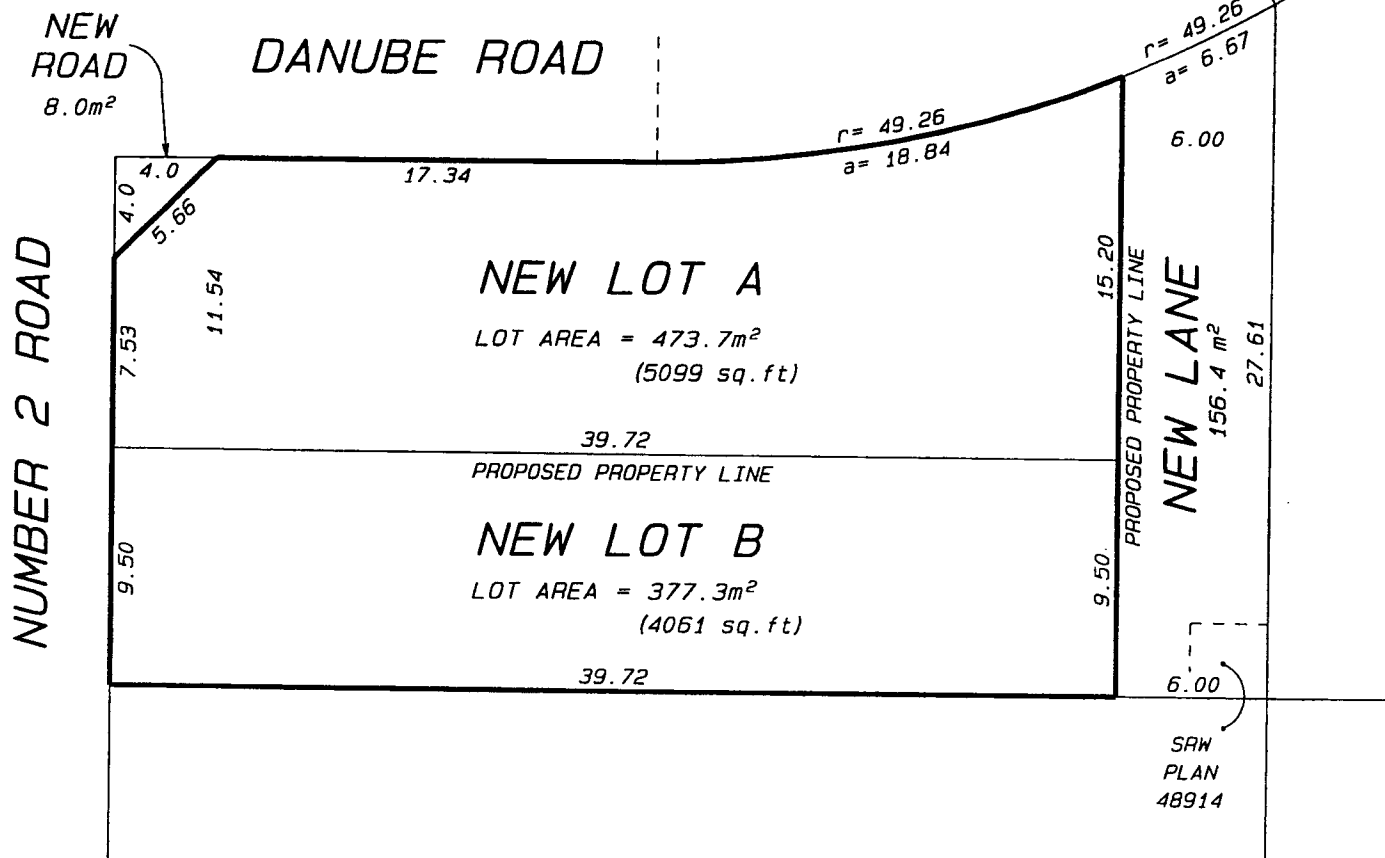 NEW
ROAD
8.0m²
DANUBE ROAD
r= 49.26
a= 6.67
r= 49.26
a= 18.84
6.00
4.0
4.0
5.66
17.34
NUMBER 2 ROAD
7.53
11.54
NEW LOT A
LOT AREA = 473.7m²
(5099 sq.ft)
15.20
PROPOSED PROPERTY LINE
NEW LANE
156.4 m²
27.61
39.72
PROPOSED PROPERTY LINE
9.50
NEW LOT B
LOT AREA = 377.3m²
(4061 sq.ft)
9.50
39.72
6.00
SRW
PLAN
48914